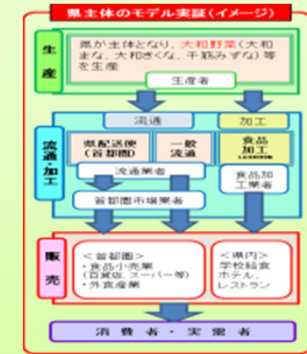 県主体のモデル実証(イメージ)
生産
県が主体となり、大和野菜(大和
まな、大和きくな、千筋みずな)等
を生産
生産者
流通・加工
流通
加工
県配送便
(首都圏)
一般
流通
食品
加工
流通業者
食品加
工業者
首都圏市場業者
販売
<首都圏>
・食品小売業
(百貨店、スーパー等)
・外食産業
<県内>
学校給食
ホテル、
レストラン
消費者・実需者